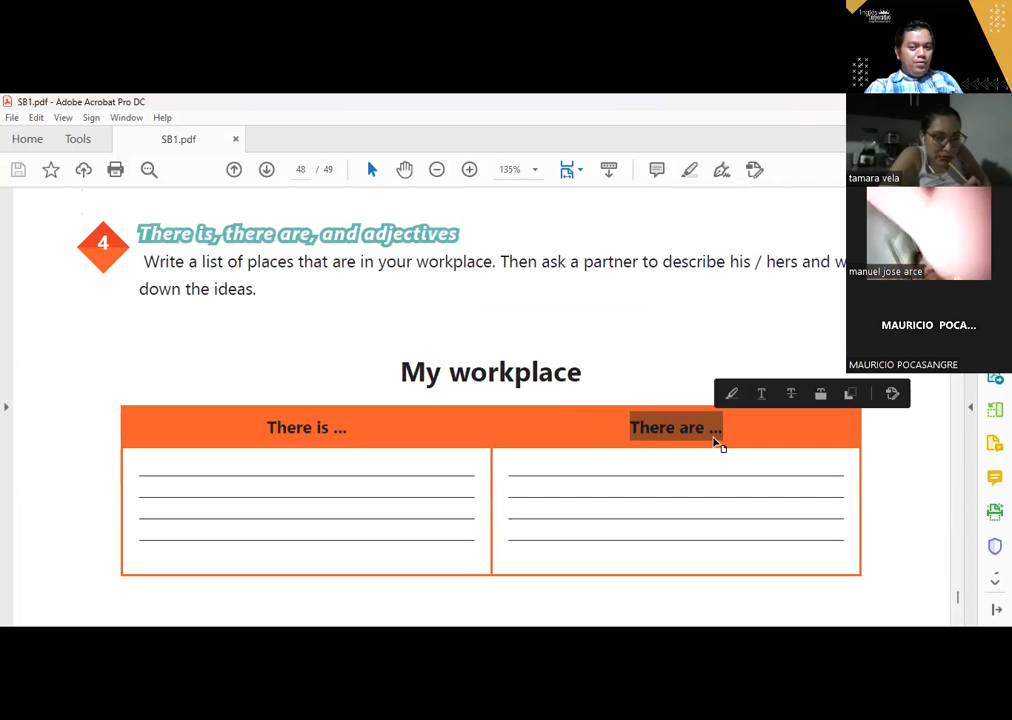 SB1.pdf - Adobe Acrobat Pro DC
File Edit View Sign Window Help
Home Tools SB1.pdf ×
48 / 49 135%
4 There is, there are, and adjectives
Write a list of places that are in your workplace. Then ask a partner to describe his / hers and w
down the ideas.
My workplace
There is ... There are ...
Inglés
tamara vela
manuel jose arce
MAURICIO POCA...
MAURICIO POCASANGRE